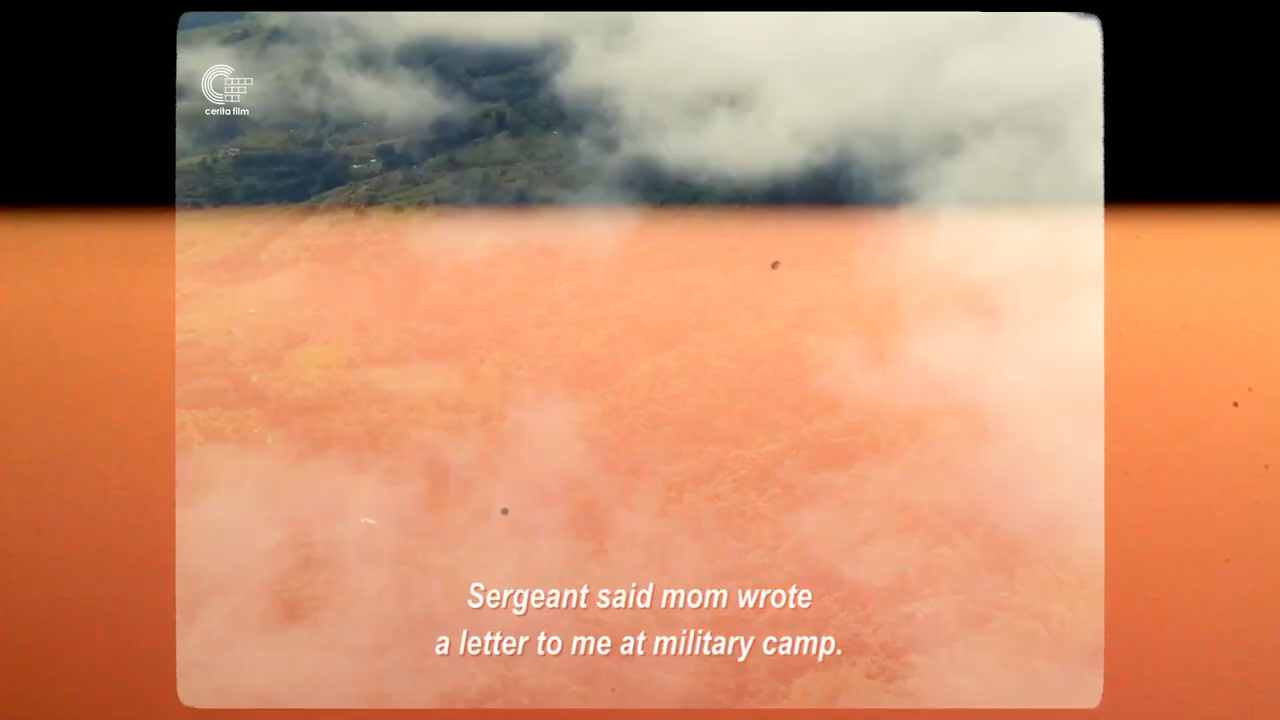 cerita film
Sergeant said mom wrote
a letter to me at military camp.